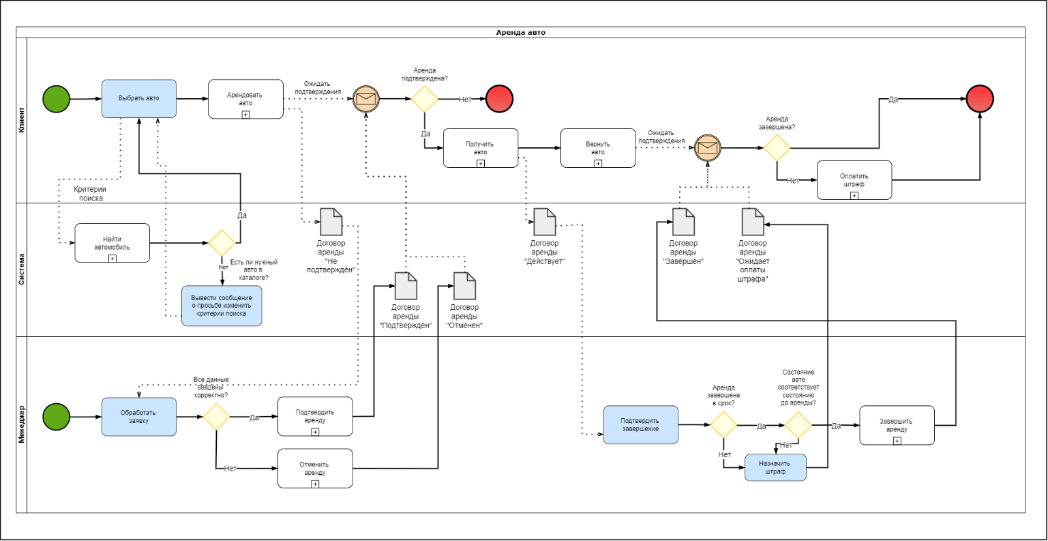 Аренда авто
Клиент
Выбрать авто
Арендовать
авто
Ожидать
подтверждения
Аренда
подтверждена?
Нет
Да
Получить
авто
Вернуть
авто
Ожидать
подтверждения
Аренда
завершена?
Да
Нет
Оплатить
штраф
Критерии
поиска
Система
Найти
автомобиль
Да
Есть ли нужный
авто в
каталоге?
Нет
Вывести сообщение
о просьбе изменить
критерии поиска
Договор
аренды
"Не
подтверждён"
Договор
аренды
"Подтверждён"
Договор
аренды
"Отменён"
Договор
аренды
"Действует"
Договор
аренды
"Завершён"
Договор
аренды
"Ожидает
оплаты
штрафа"
Менеджер
Обработать
заявку
Все данные
введены
корректно?
Да
Нет
Подтвердить
аренду
Отменить
аренду
Подтвердить
завершение
Аренда
завершена
в срок?
Да
Нет
Состояние
авто
соответствует
состоянию
до аренды?
Да
Нет
Назначить
штраф
Завершить
аренду